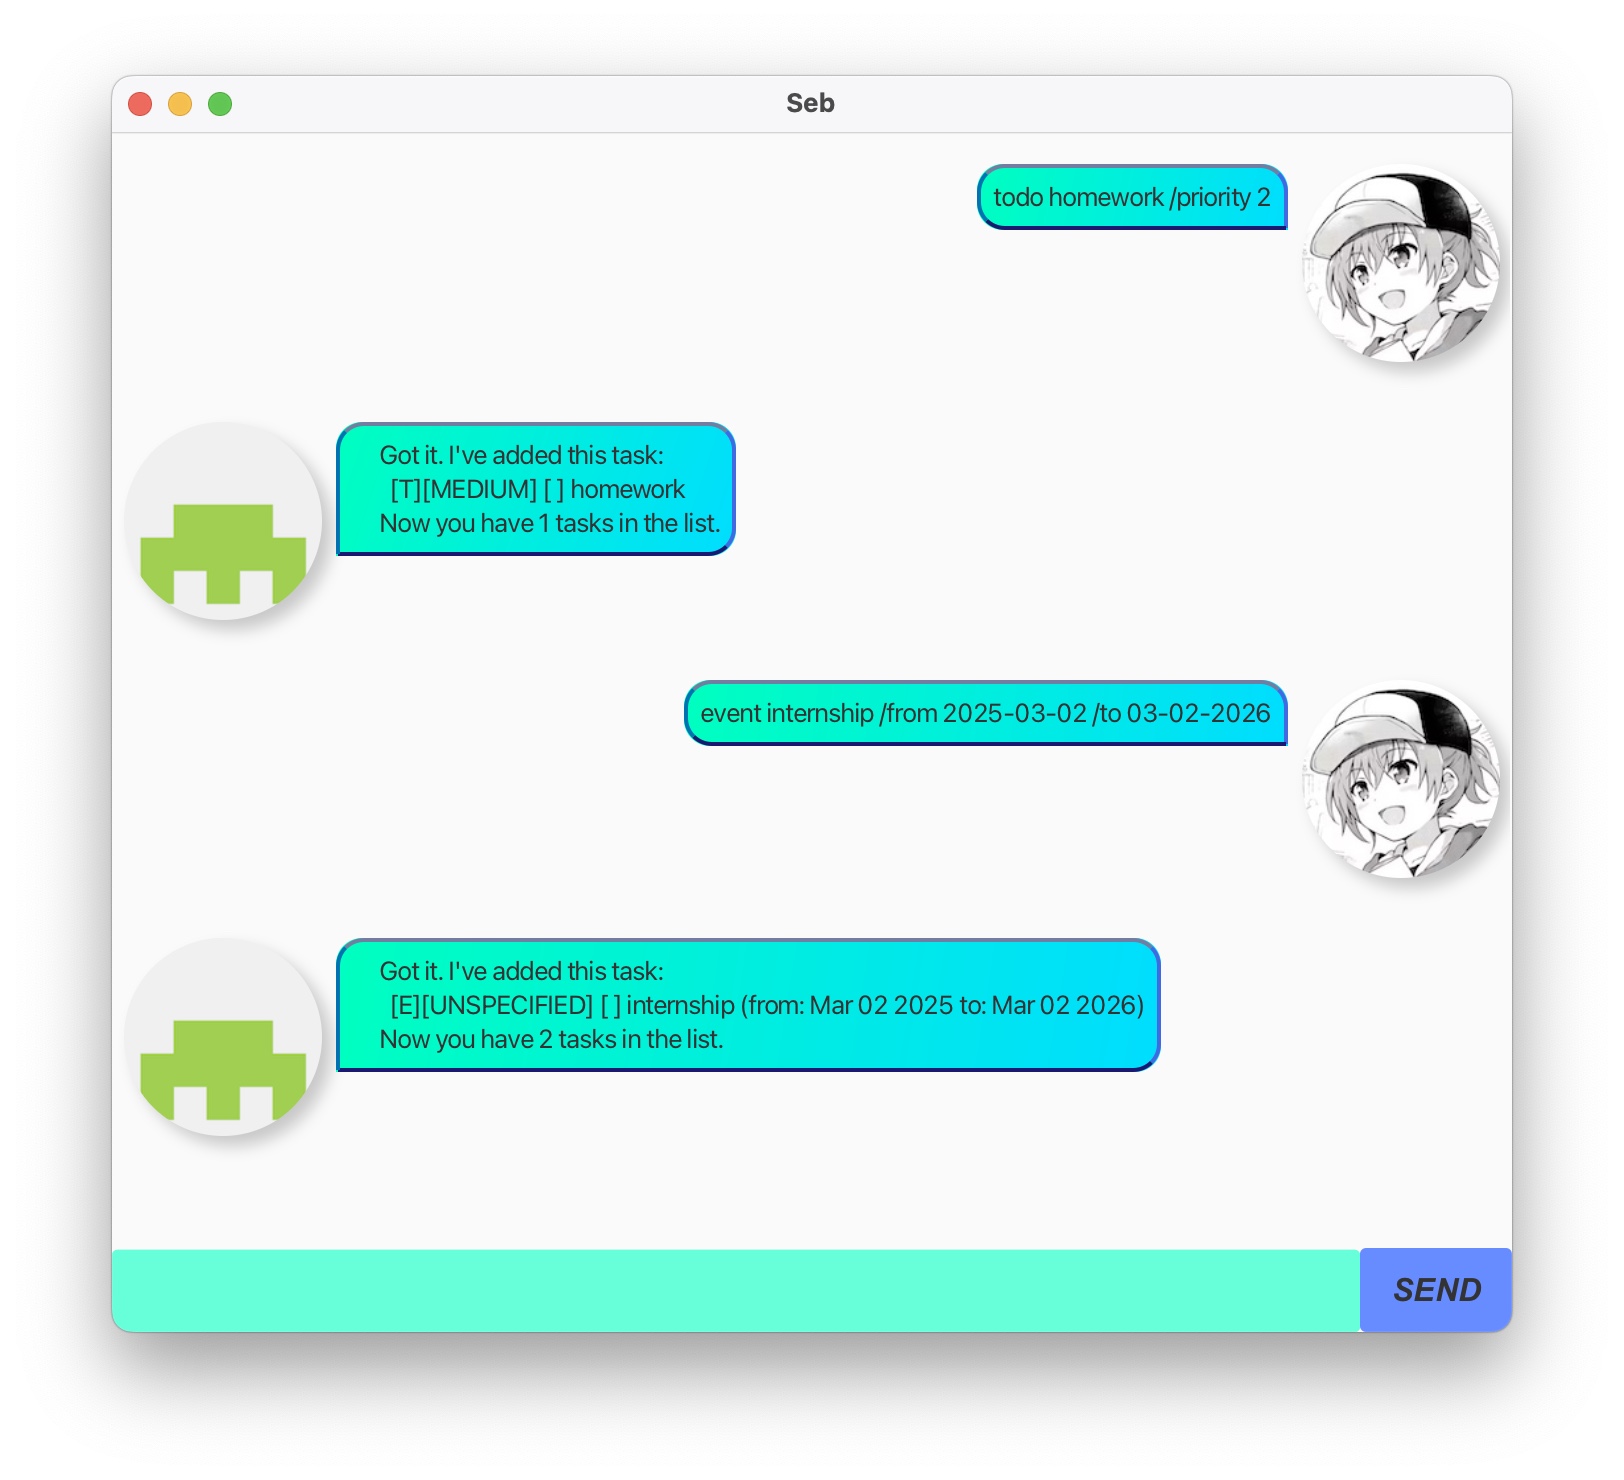 Seb
todo homework /priority 2
Got it. I've added this task:
[T][MEDIUM] [ ] homework
Now you have 1 tasks in the list.
event internship /from 2025-03-02 /to 03-02-2026
Got it. I've added this task:
[E][UNSPECIFIED] [ ] internship (from: Mar 02 2025 to: Mar 02 2026)
Now you have 2 tasks in the list.
SEND